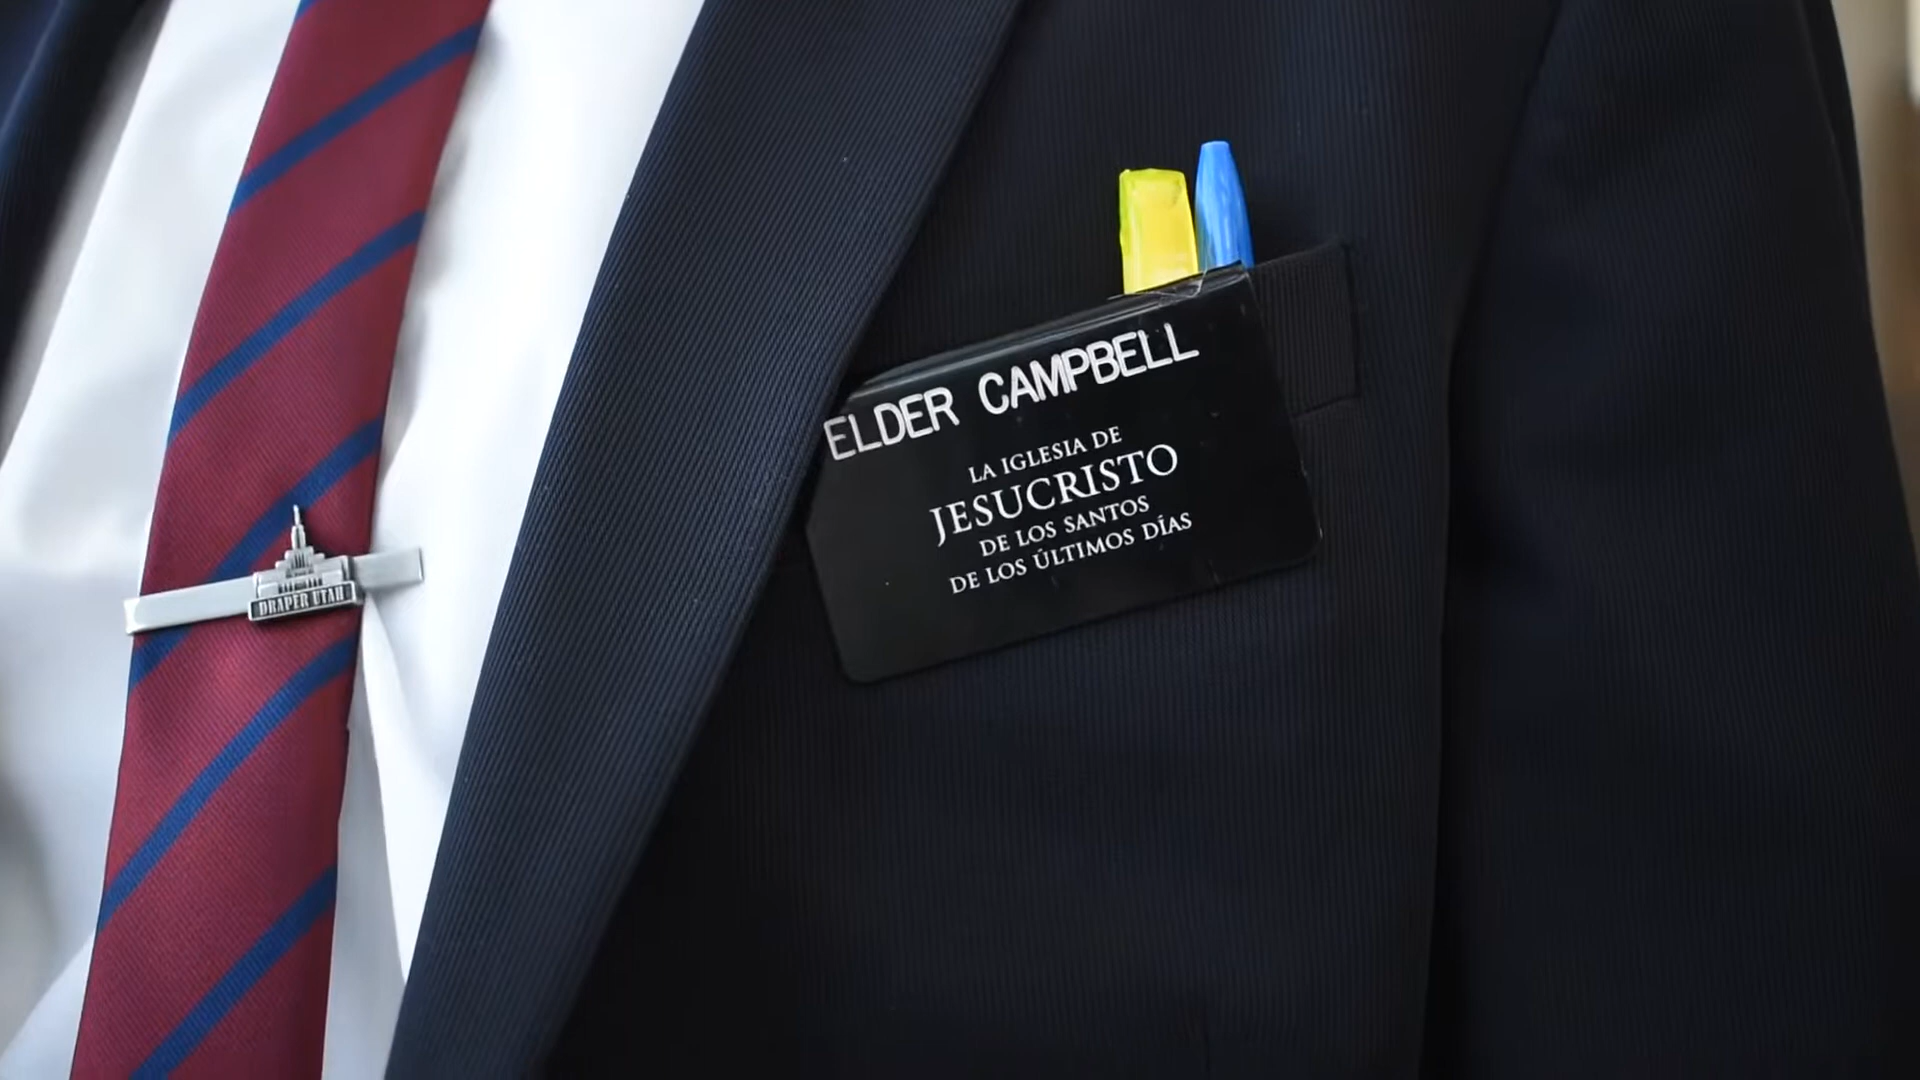 DRAPER UTAH
ELDER CAMPBELL
LA IGLESIA DE
JESUCRISTO
DE LOS SANTOS
DE LOS ÚLTIMOS DÍAS